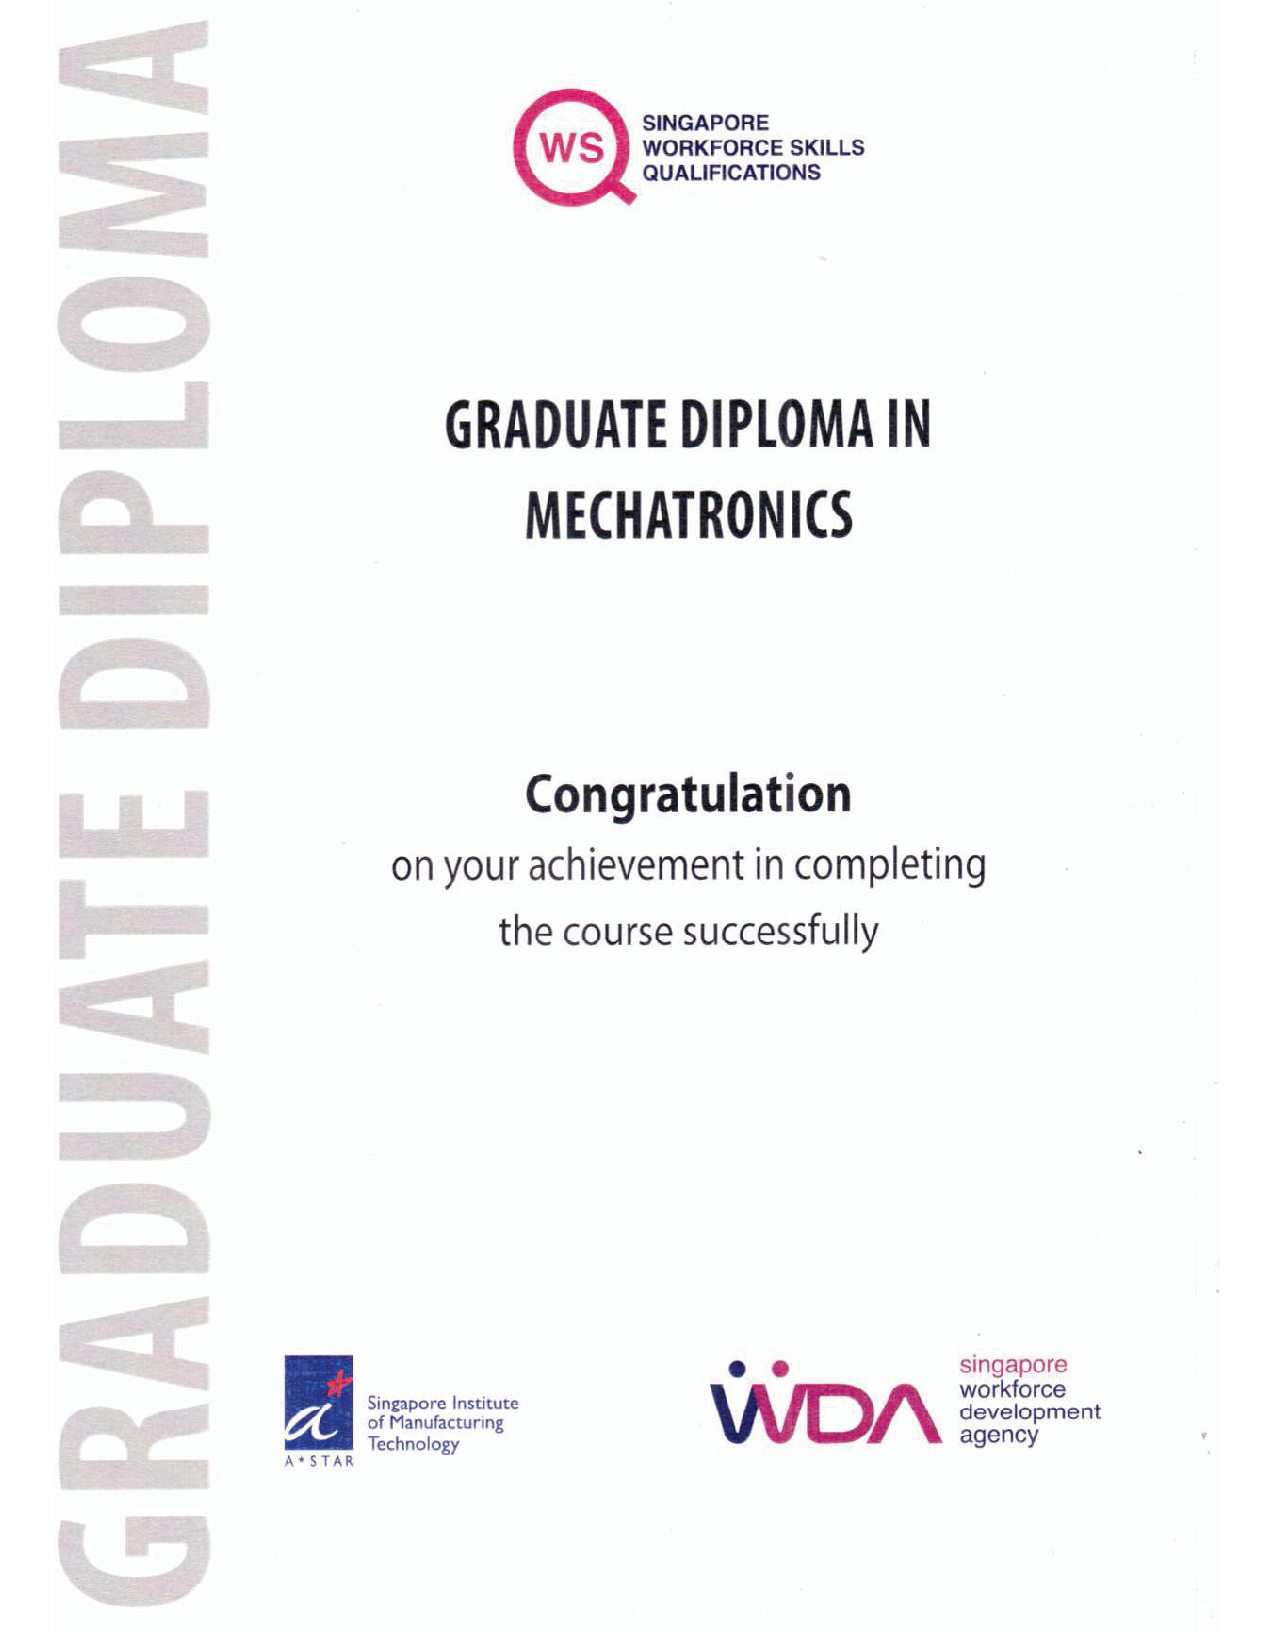 GRADUATE DIPLOMA
WS
SINGAPORE
WORKFORCE SKILLS
QUALIFICATIONS
GRADUATE DIPLOMA IN
MECHATRONICS
Congratulation
on your achievement in completing
the course successfully
a
A*STAR
Singapore Institute
of Manufacturing
Technology
WDA
singapore
workforce
development
agency